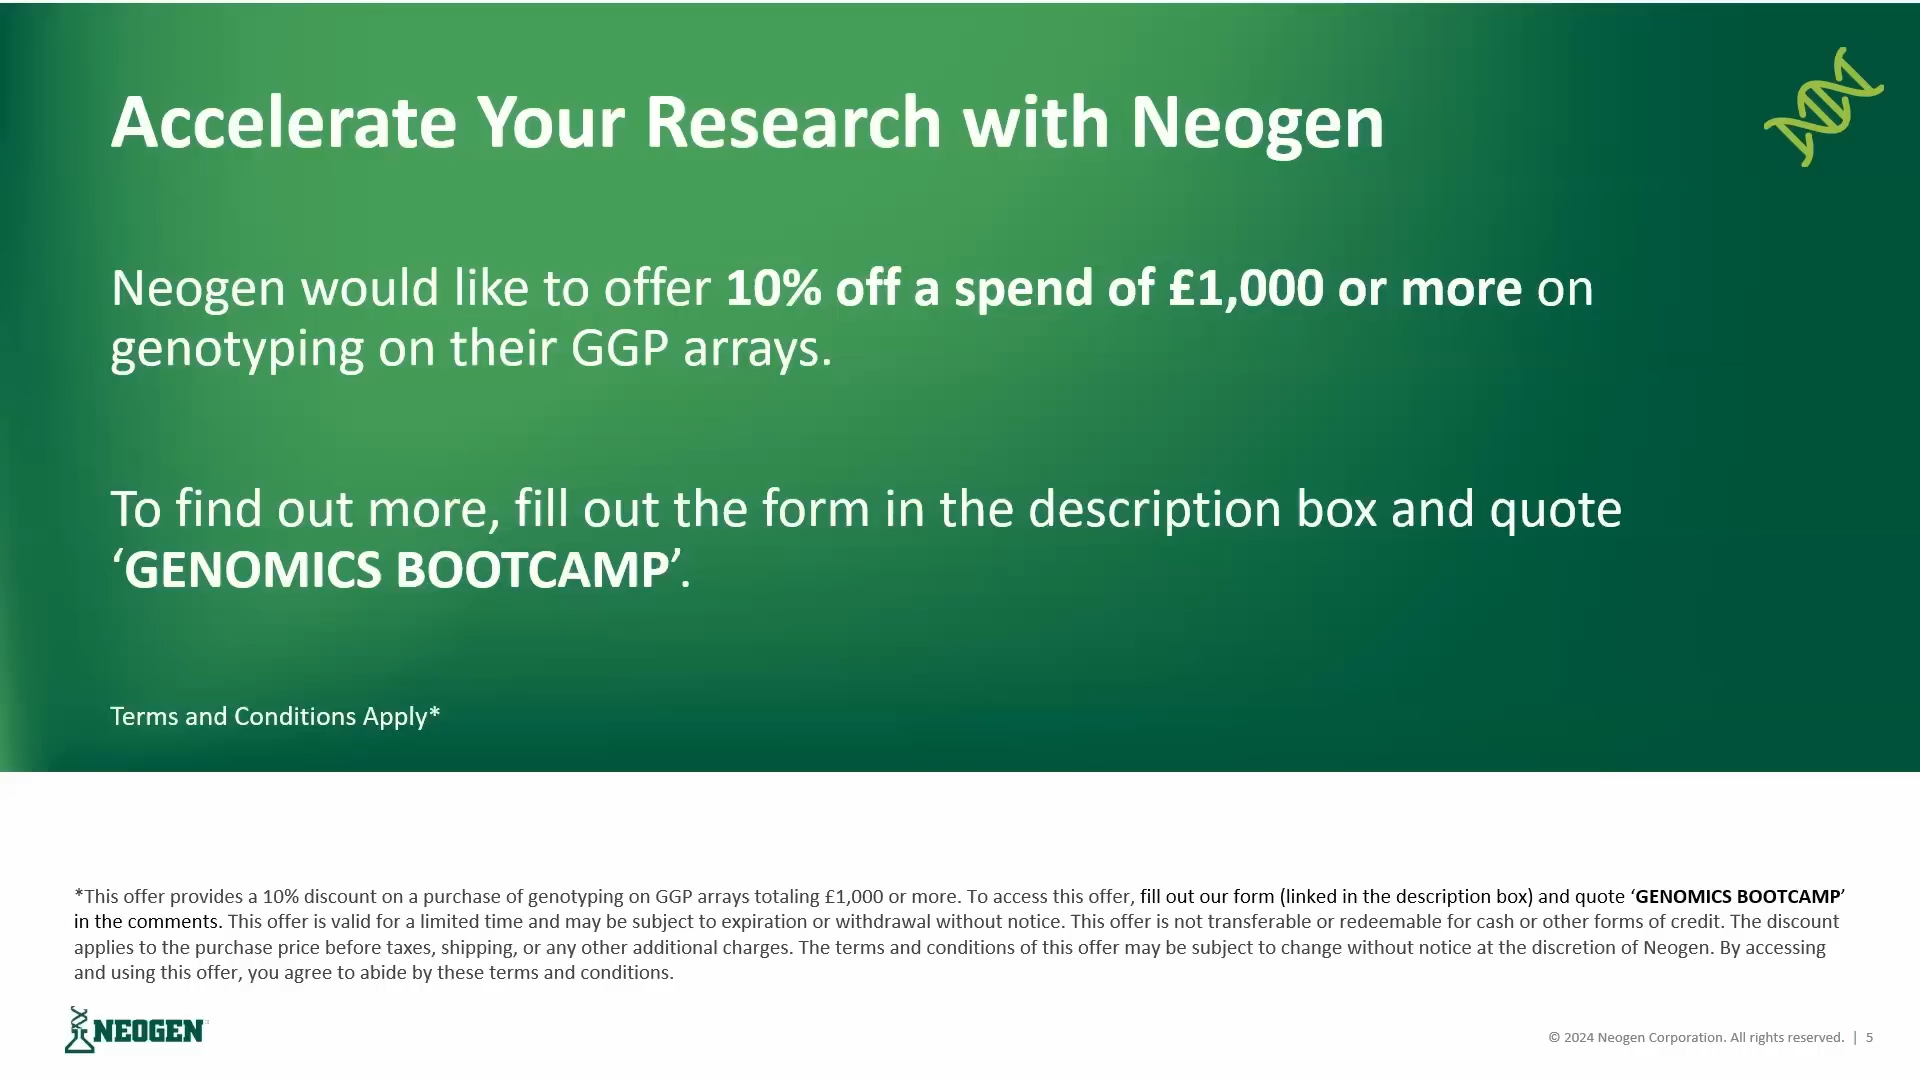 Accelerate Your Research with Neogen
Neogen would like to offer 10% off a spend of £1,000 or more on
genotyping on their GGP arrays.
To find out more, fill out the form in the description box and quote
‘GENOMICS BOOTCAMP’.
Terms and Conditions Apply*
*This offer provides a 10% discount on a purchase of genotyping on GGP arrays totaling £1,000 or more. To access this offer, fill out our form (linked in the description box) and quote ‘GENOMICS BOOTCAMP’
in the comments. This offer is valid for a limited time and may be subject to expiration or withdrawal without notice. This offer is not transferable or redeemable for cash or other forms of credit. The discount
applies to the purchase price before taxes, shipping, or any other additional charges. The terms and conditions of this offer may be subject to change without notice at the discretion of Neogen. By accessing
and using this offer, you agree to abide by these terms and conditions.
NEOGEN
© 2024 Neogen Corporation. All rights reserved. | 5